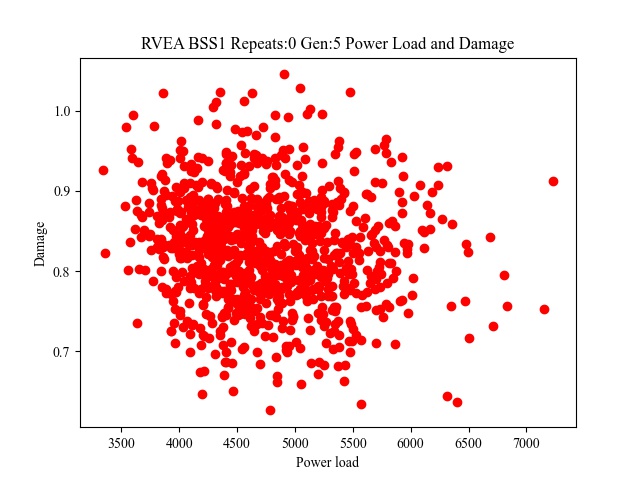 RVEA BSS1 Repeats:0 Gen:5 Power Load and Damage
1.0
0.9
0.8
0.7
Damage
3500 4000 4500 5000 5500 6000 6500 7000
Power load